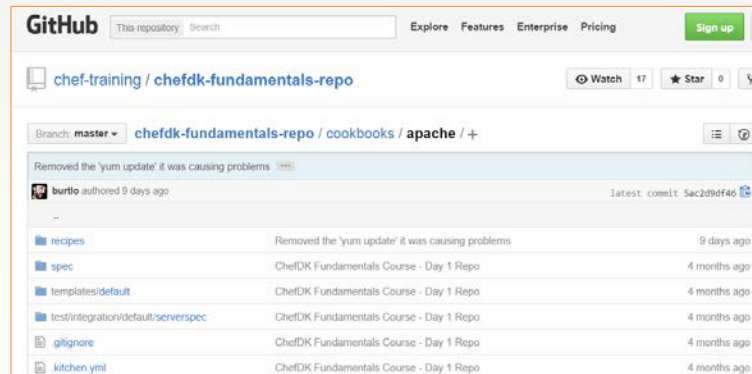 GitHub This repository Search Explore Features Enterprise Pricing Sign up
chef-training / chefdk-fundamentals-repo Watch 17 Star 0
Branch: master chefdk-fundamentals-repo / cookbooks / apache / +
Removed the 'yum update' it was causing problems ...
burtlo authored 9 days ago latest commit 5ac2d9df46
..
recipes Removed the 'yum update' it was causing problems 9 days ago
spec ChefDK Fundamentals Course - Day 1 Repo 4 months ago
templates/default ChefDK Fundamentals Course - Day 1 Repo 4 months ago
test/integration/default/serverspec ChefDK Fundamentals Course - Day 1 Repo 4 months ago
.gitignore ChefDK Fundamentals Course - Day 1 Repo 4 months ago
.kitchen.yml ChefDK Fundamentals Course - Day 1 Repo 4 months ago